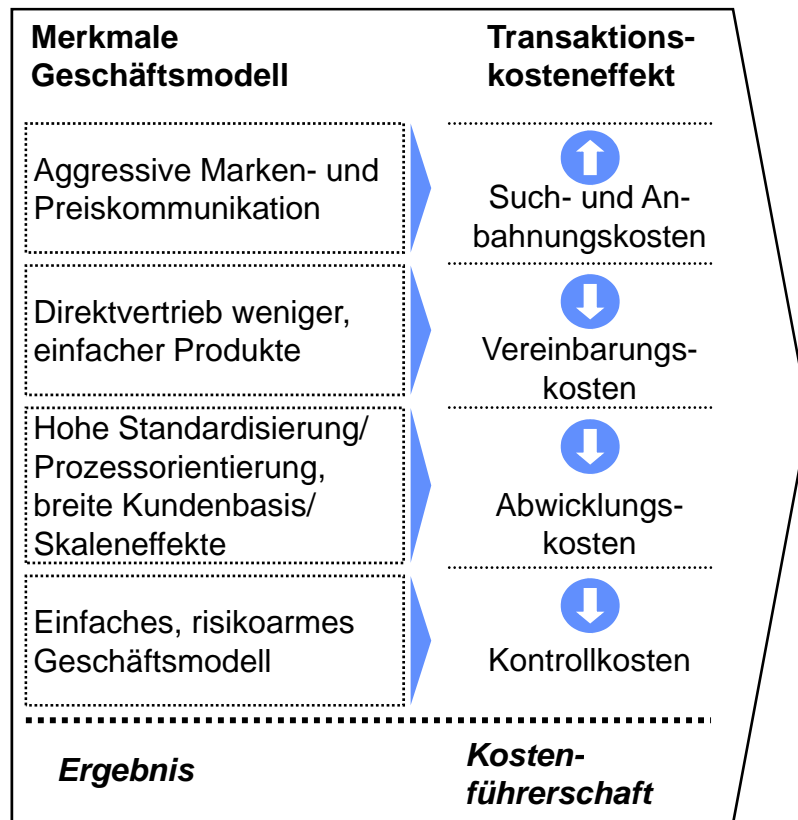 Merkmale
Geschäftsmodell
Transaktions-
kosteneffekt
Aggressive Marken- und
Preiskommunikation
Such- und An-
bahnungskosten
Direktvertrieb weniger,
einfacher Produkte
Vereinbarungs-
kosten
Hohe Standardisierung/
Prozessorientierung,
breite Kundenbasis/
Skaleneffekte
Abwicklungs-
kosten
Einfaches, risikoarmes
Geschäftsmodell
Kontrollkosten
Ergebnis
Kosten-
führerschaft